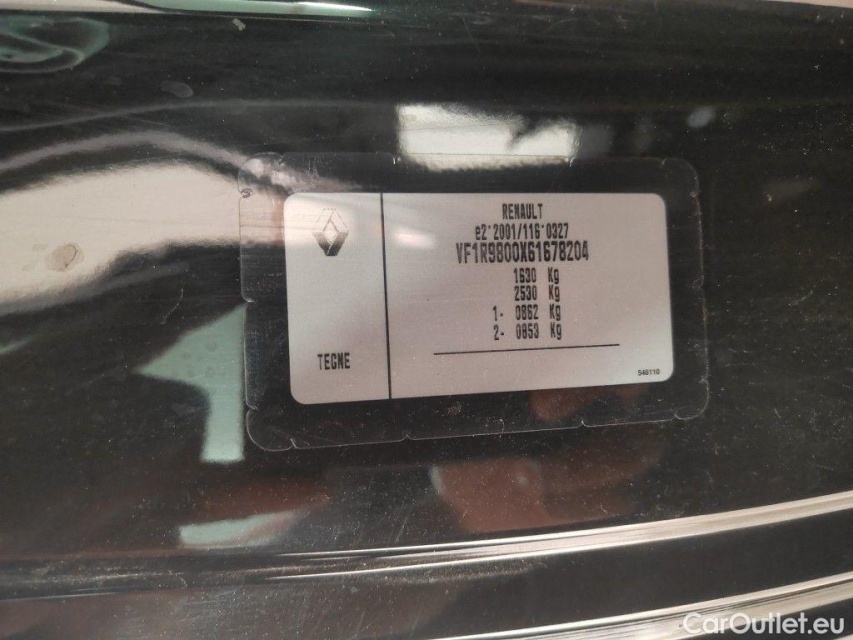 RENAULT
e2*2001/116*0327
VF1R9800X61678204
1630 Kg
2530 Kg
1- 0862 Kg
2- 0853 Kg
TEGNE
546110
CarOutlet.eu